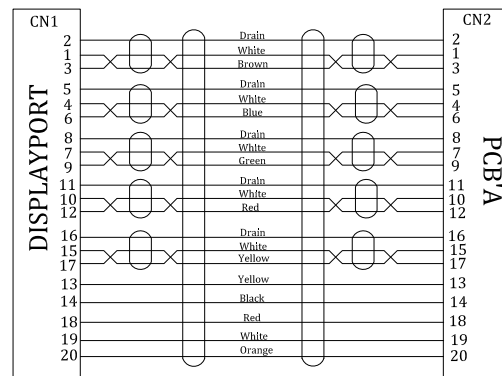 CN1 CN2
2 Drain 2
1 White 1
3 Brown 3
5 Drain 5
4 White 4
6 Blue 6
8 Drain 8
7 White 7
9 Green 9
11 Drain 11
10 White 10
12 Red 12
16 Drain 16
15 White 15
17 Yellow 17
13 Yellow 13
14 Black 14
18 Red 18
19 White 19
20 Orange 20
DISPLAYPORT
PCB'A